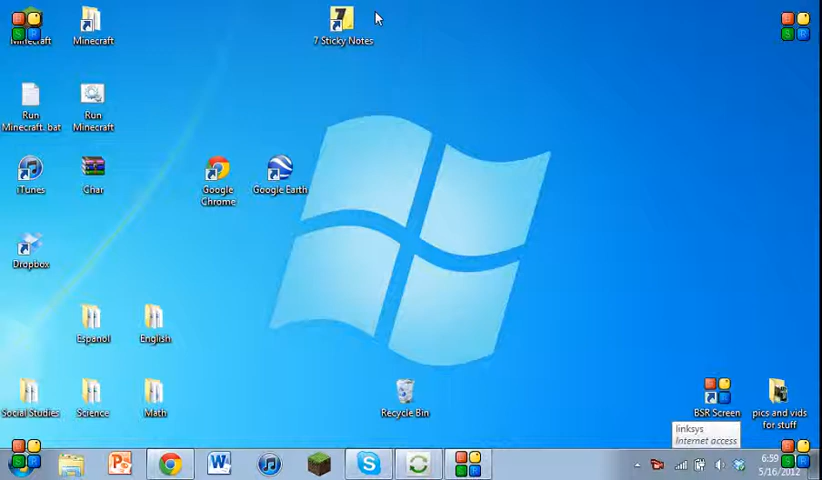 Minecraft
Minecraft
7 Sticky Notes
Run
Minecraft.bat
Run
Minecraft
iTunes
Char
Google
Chrome
Google Earth
Dropbox
Espanol
English
Social Studies
Science
Math
Recycle Bin
BSR Screen
pics and vids
for stuff
linksys
Internet access
6:59
5/16/2012